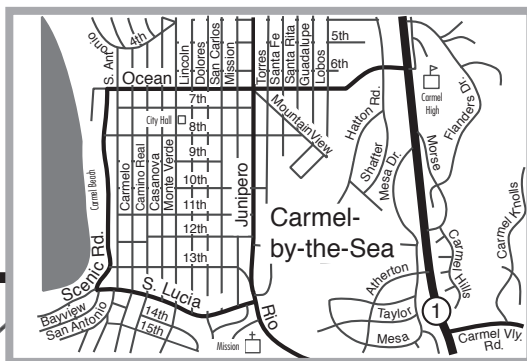 4th
S. Antonio
Lincoln
Dolores
San Carlos
Mission
Torres
Santa Fe
Santa Rita
Guadalupe
Lobos
5th
6th
Ocean
7th
City Hall
8th
9th
10th
11th
12th
13th
Carmel Beach
Carmelo
Camino Real
Casanova
Monte Verde
Junipero
MountainView
Hatton Rd.
Shafter
Mesa Dr.
Morse
Carmel
High
Flanders Dr.
Carmel-
by-the-Sea
Carmel Knolls
Carmel Hills
Scenic Rd.
S. Lucia
Bayview
San Antonio
14th
15th
Mission
Rio
Atherton
Taylor
Mesa
1
Carmel Vly.
Rd.